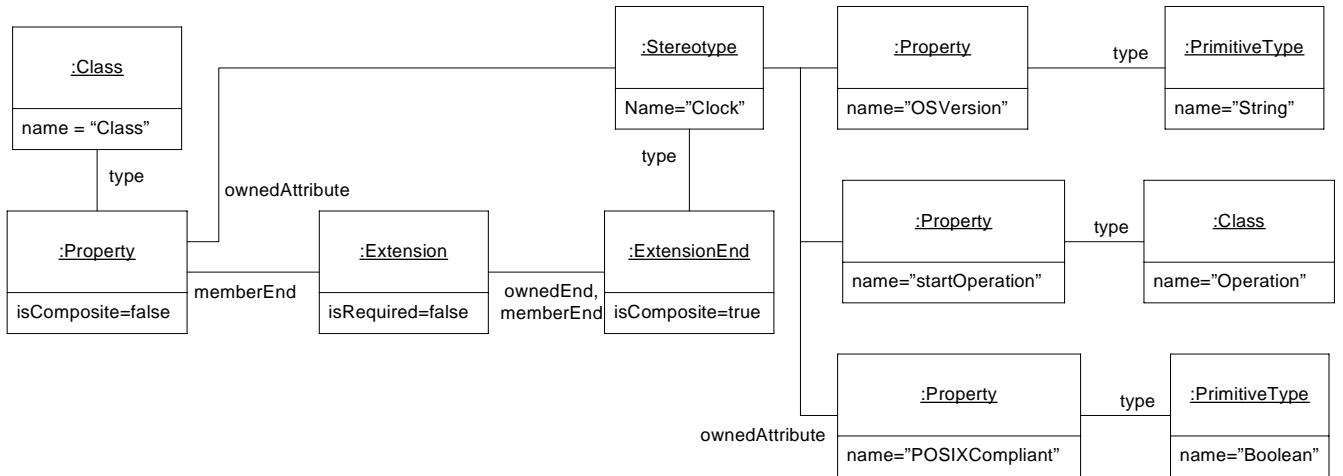 :Class
name = “Class”
type
ownedAttribute
:Stereotype
Name=”Clock”
type
:Property
name=”OSVersion”
type
:PrimitiveType
name=”String”
:Property
isComposite=false
memberEnd
:Extension
isRequired=false
ownedEnd,
memberEnd
:ExtensionEnd
isComposite=true
:Property
name=”startOperation”
type
:Class
name=”Operation”
ownedAttribute
:Property
name=”POSIXCompliant”
type
:PrimitiveType
name=”Boolean”